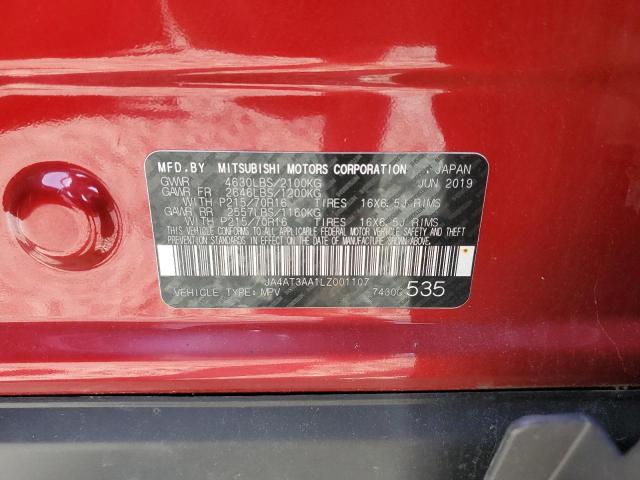 MFD.BY MITSUBISHI MOTORS CORPORATION JAPAN
GVWR 4630LBS/2100KG JUN 2019
GAWR FR 2646LBS/1200KG
WITH P215/70R16 TIRES 16X6.5J RIMS
GAWR RR 2557LBS/1160KG
WITH P215/70R16 TIRES 16X6.5J RIMS
THIS VEHICLE CONFORMS TO ALL APPLICABLE FEDERAL MOTOR VEHICLE SAFETY,
BUMPER AND THEFT PREVENTION STANDARDS IN EFFECT ON THE DATE OF
MANUFACTURE SHOWN ABOVE.
JA4AT3AA1LZ001107
VEHICLE TYPE:MPV 535